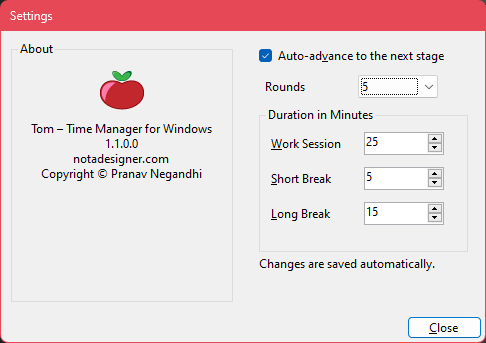 Settings
About
Tom – Time Manager for Windows
1.1.0.0
notadesigner.com
Copyright © Pranav Negandhi
Auto-advance to the next stage
Rounds 5
Duration in Minutes
Work Session 25
Short Break 5
Long Break 15
Changes are saved automatically.
Close